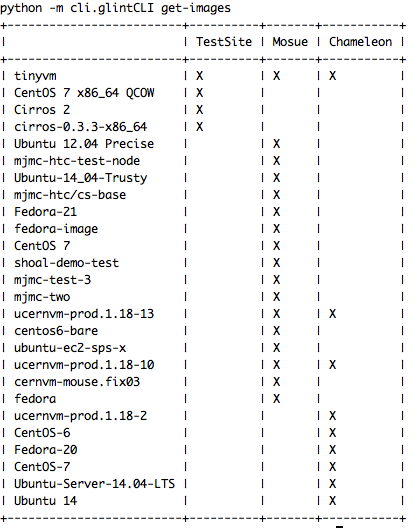 python -m cli.glintCLI get-images
+--------------------------+----------+-------+-----------+
|                          | TestSite | Mosue | Chameleon |
+--------------------------+----------+-------+-----------+
| tinyvm                   | X        | X     | X         |
| CentOS 7 x86_64 QCOW     | X        |       |           |
| Cirros 2                 | X        |       |           |
| cirros-0.3.3-x86_64      | X        |       |           |
| Ubuntu 12.04 Precise     |          | X     |           |
| mjmc-htc-test-node       |          | X     |           |
| Ubuntu-14_04-Trusty      |          | X     |           |
| mjmc-htc/cs-base         |          | X     |           |
| Fedora-21                |          | X     |           |
| fedora-image             |          | X     |           |
| CentOS 7                 |          | X     |           |
| shoal-demo-test          |          | X     |           |
| mjmc-test-3              |          | X     |           |
| mjmc-two                 |          | X     |           |
| ucernvm-prod.1.18-13     |          | X     | X         |
| centos6-bare             |          | X     |           |
| ubuntu-ec2-sps-x         |          | X     |           |
| ucernvm-prod.1.18-10     |          | X     | X         |
| cernvm-mouse.fix03       |          | X     |           |
| fedora                   |          | X     |           |
| ucernvm-prod.1.18-2      |          |       | X         |
| CentOS-6                 |          |       | X         |
| Fedora-20                |          |       | X         |
| CentOS-7                 |          |       | X         |
| Ubuntu-Server-14.04-LTS  |          |       | X         |
| Ubuntu 14                |          |       | X         |
+--------------------------+----------+-------+-----------+